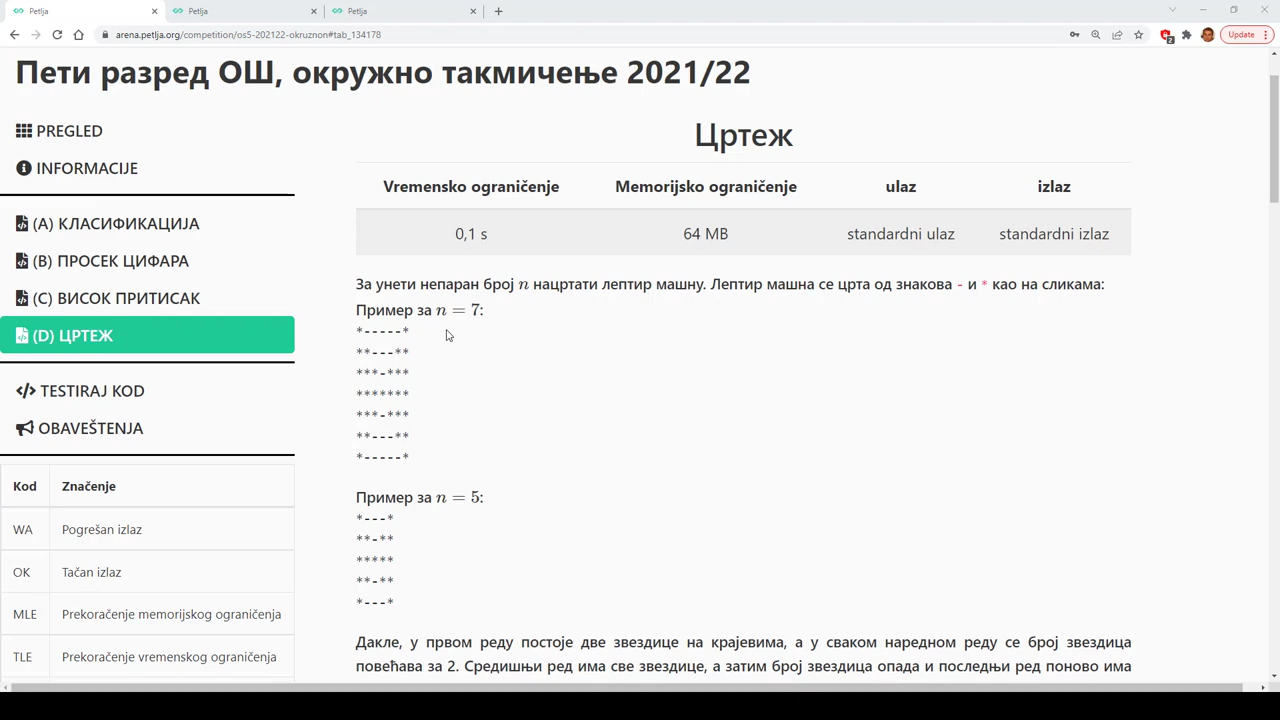 Petlja
Petlja
Petlja
arena.petlja.org/competition/os5-202122-okruznon#tab_134178
2
Update
Пети разред ОШ, окружно такмичење 2021/22
PREGLED
INFORMACIJE
(A) КЛАСИФИКАЦИЈА
(B) ПРОСЕК ЦИФАРА
(C) ВИСОК ПРИТИСАК
(D) ЦРТЕЖ
TESTIRAJ KOD
OBAVEŠTENJA
Kod Značenje
WA Pogrešan izlaz
OK Tačan izlaz
MLE Prekoračenje memorijskog ograničenja
TLE Prekoračenje vremenskog ograničenja
Цртеж
Vremensko ograničenje Memorijsko ograničenje ulaz izlaz
0,1 s 64 MB standardni ulaz standardni izlaz
За унети непаран број n нацртати лептир машну. Лептир машна се црта од знакова - и * као на сликама:
Пример за n = 7:
*-----*
**---**
***-***
*******
***-***
**---**
*-----*
Пример за n = 5:
*---*
**-**
*****
**-**
*---*
Дакле, у првом реду постоје две звездице на крајевима, а у сваком наредном реду се број звездица
повећава за 2. Средишњи ред има све звездице, а затим број звездица опада и последњи ред поново има